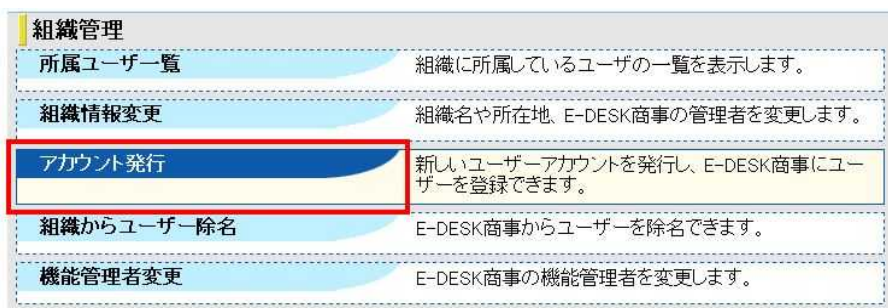 組織管理
所属ユーザ一覧
組織に所属しているユーザの一覧を表示します。
組織情報変更
組織名や所在地、E-DESK商事の管理者を変更します。
アカウント発行
新しいユーザーアカウントを発行し、E-DESK商事にユー
ザーを登録できます。
組織からユーザー除名
E-DESK商事からユーザーを除名できます。
機能管理者変更
E-DESK商事の機能管理者を変更します。